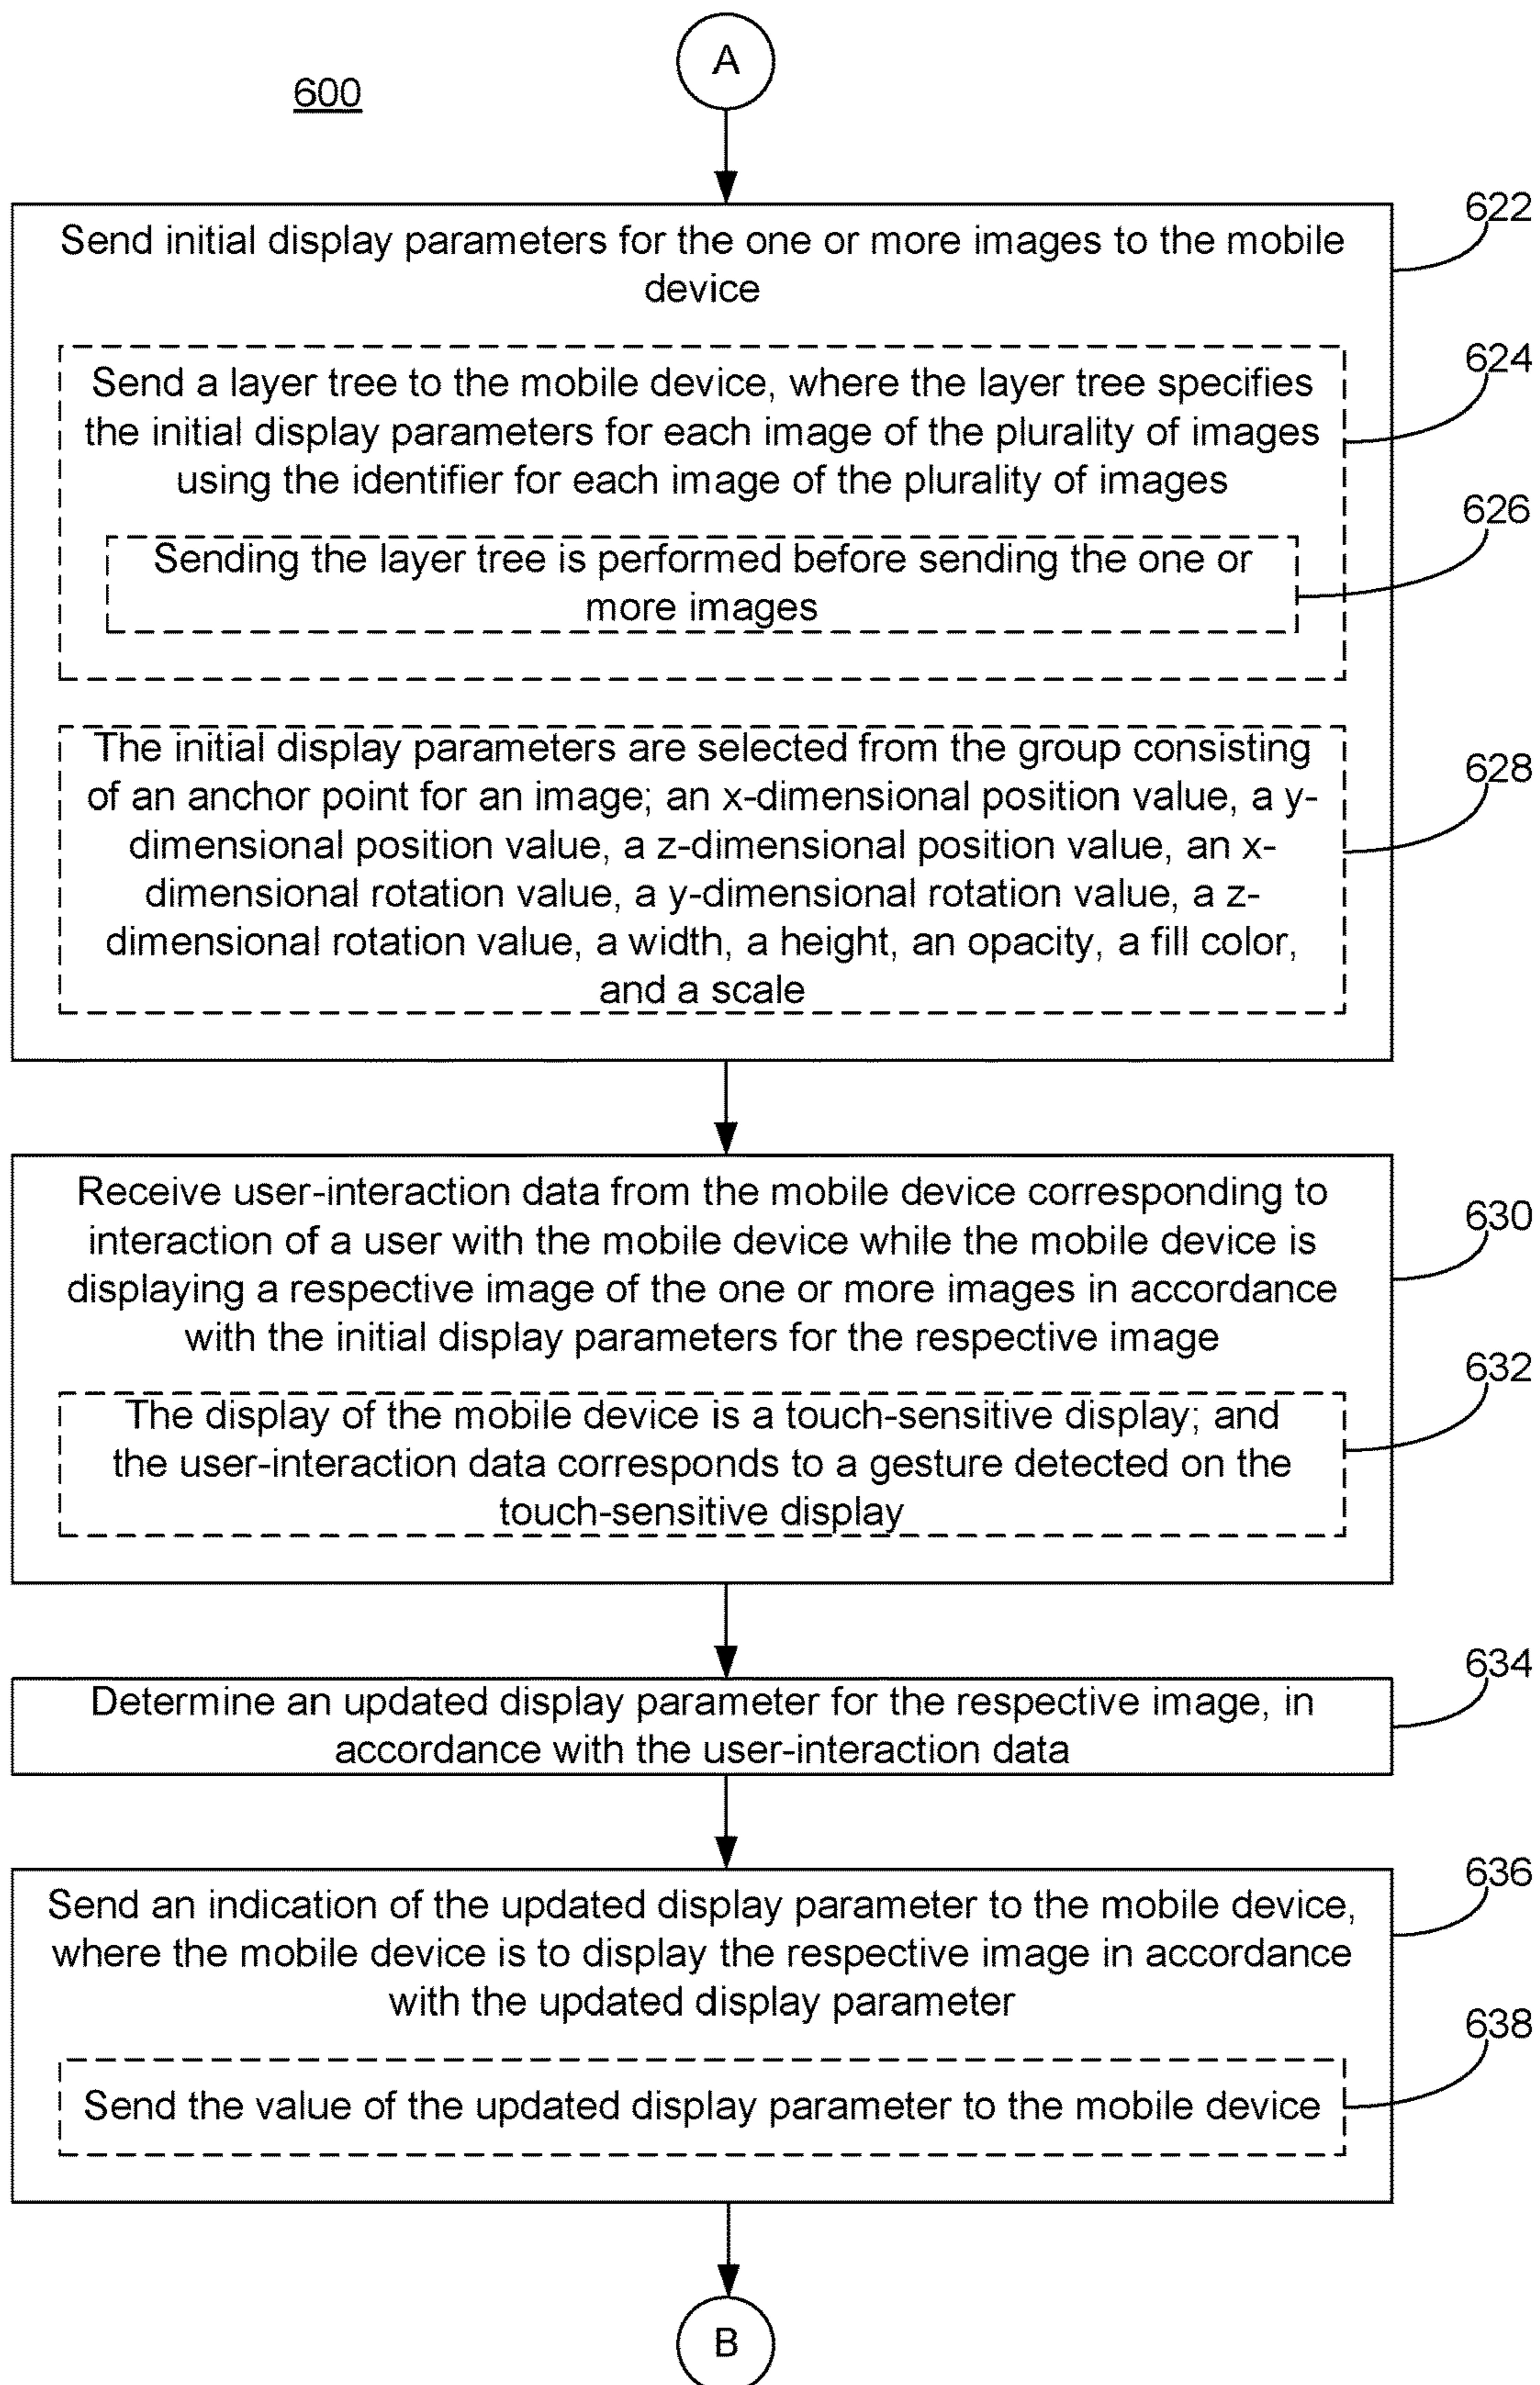 A
600
622
Send initial display parameters for the one or more images to the mobile
device
624
Send a layer tree to the mobile device, where the layer tree specifies
the initial display parameters for each image of the plurality of images
using the identifier for each image of the plurality of images
626
Sending the layer tree is performed before sending the one or
more images
628
The initial display parameters are selected from the group consisting
of an anchor point for an image; an x-dimensional position value, a y-
dimensional position value, a z-dimensional position value, an x-
dimensional rotation value, a y-dimensional rotation value, a z-
dimensional rotation value, a width, a height, an opacity, a fill color,
and a scale
630
Receive user-interaction data from the mobile device corresponding to
interaction of a user with the mobile device while the mobile device is
displaying a respective image of the one or more images in accordance
with the initial display parameters for the respective image
632
The display of the mobile device is a touch-sensitive display; and
the user-interaction data corresponds to a gesture detected on the
touch-sensitive display
634
Determine an updated display parameter for the respective image, in
accordance with the user-interaction data
636
Send an indication of the updated display parameter to the mobile device,
where the mobile device is to display the respective image in accordance
with the updated display parameter
638
Send the value of the updated display parameter to the mobile device
B